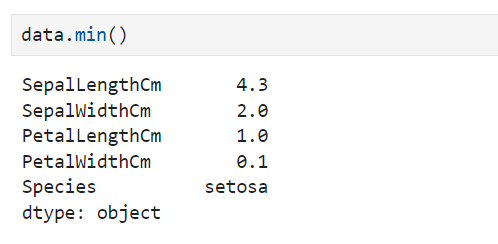 data.min()
SepalLengthCm 4.3
SepalWidthCm 2.0
PetalLengthCm 1.0
PetalWidthCm 0.1
Species setosa
dtype: object